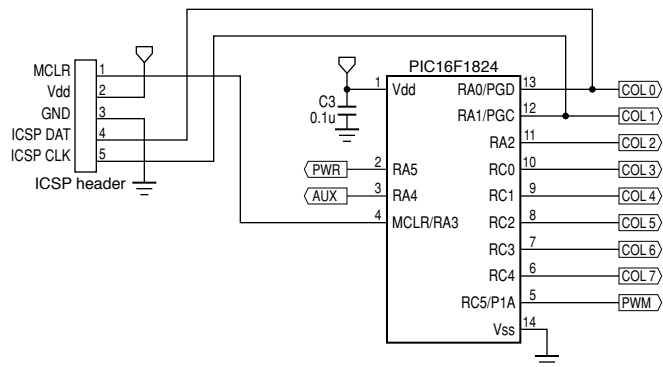 PIC16F1824
MCLR 1
Vdd 2
GND 3
ICSP DAT 4
ICSP CLK 5
ICSP header
C3
0.1u
1 Vdd
PWR 2 RA5
AUX 3 RA4
4 MCLR/RA3
RA0/PGD 13 COL 0
RA1/PGC 12 COL 1
RA2 11 COL 2
RC0 10 COL 3
RC1 9 COL 4
RC2 8 COL 5
RC3 7 COL 6
RC4 6 COL 7
RC5/P1A 5 PWM
Vss 14